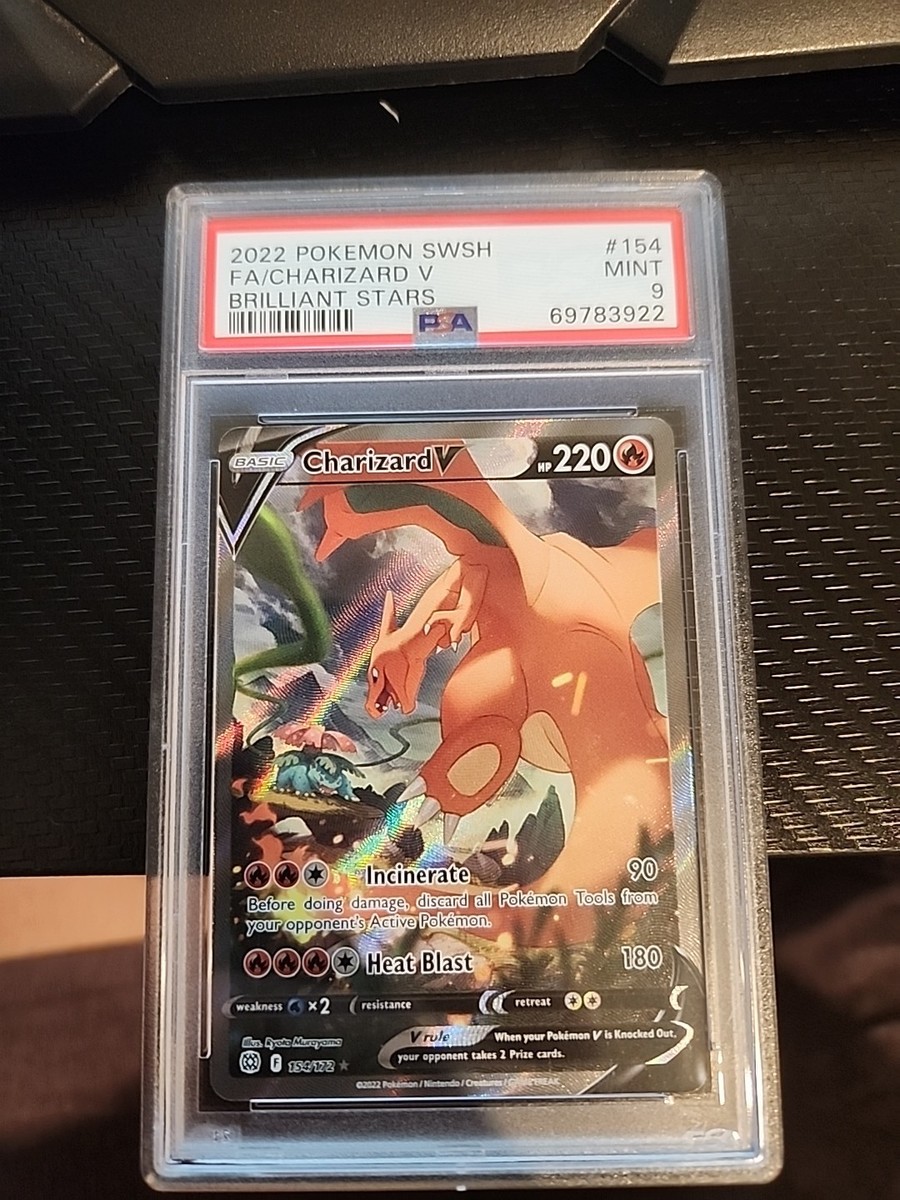 2022 POKEMON SWSH #154
FA/CHARIZARD V MINT
BRILLIANT STARS 9
69783922
PSA
BASIC Charizard V HP 220
Incinerate 90
Before doing damage, discard all Pokémon Tools from
your opponent's Active Pokémon.
Heat Blast 180
weakness ×2 resistance retreat
V rule When your Pokémon V is Knocked Out,
your opponent takes 2 Prize cards.
Illus. Ryota Murayama
F 154/172
©2022 Pokémon / Nintendo / Creatures / GAME FREAK